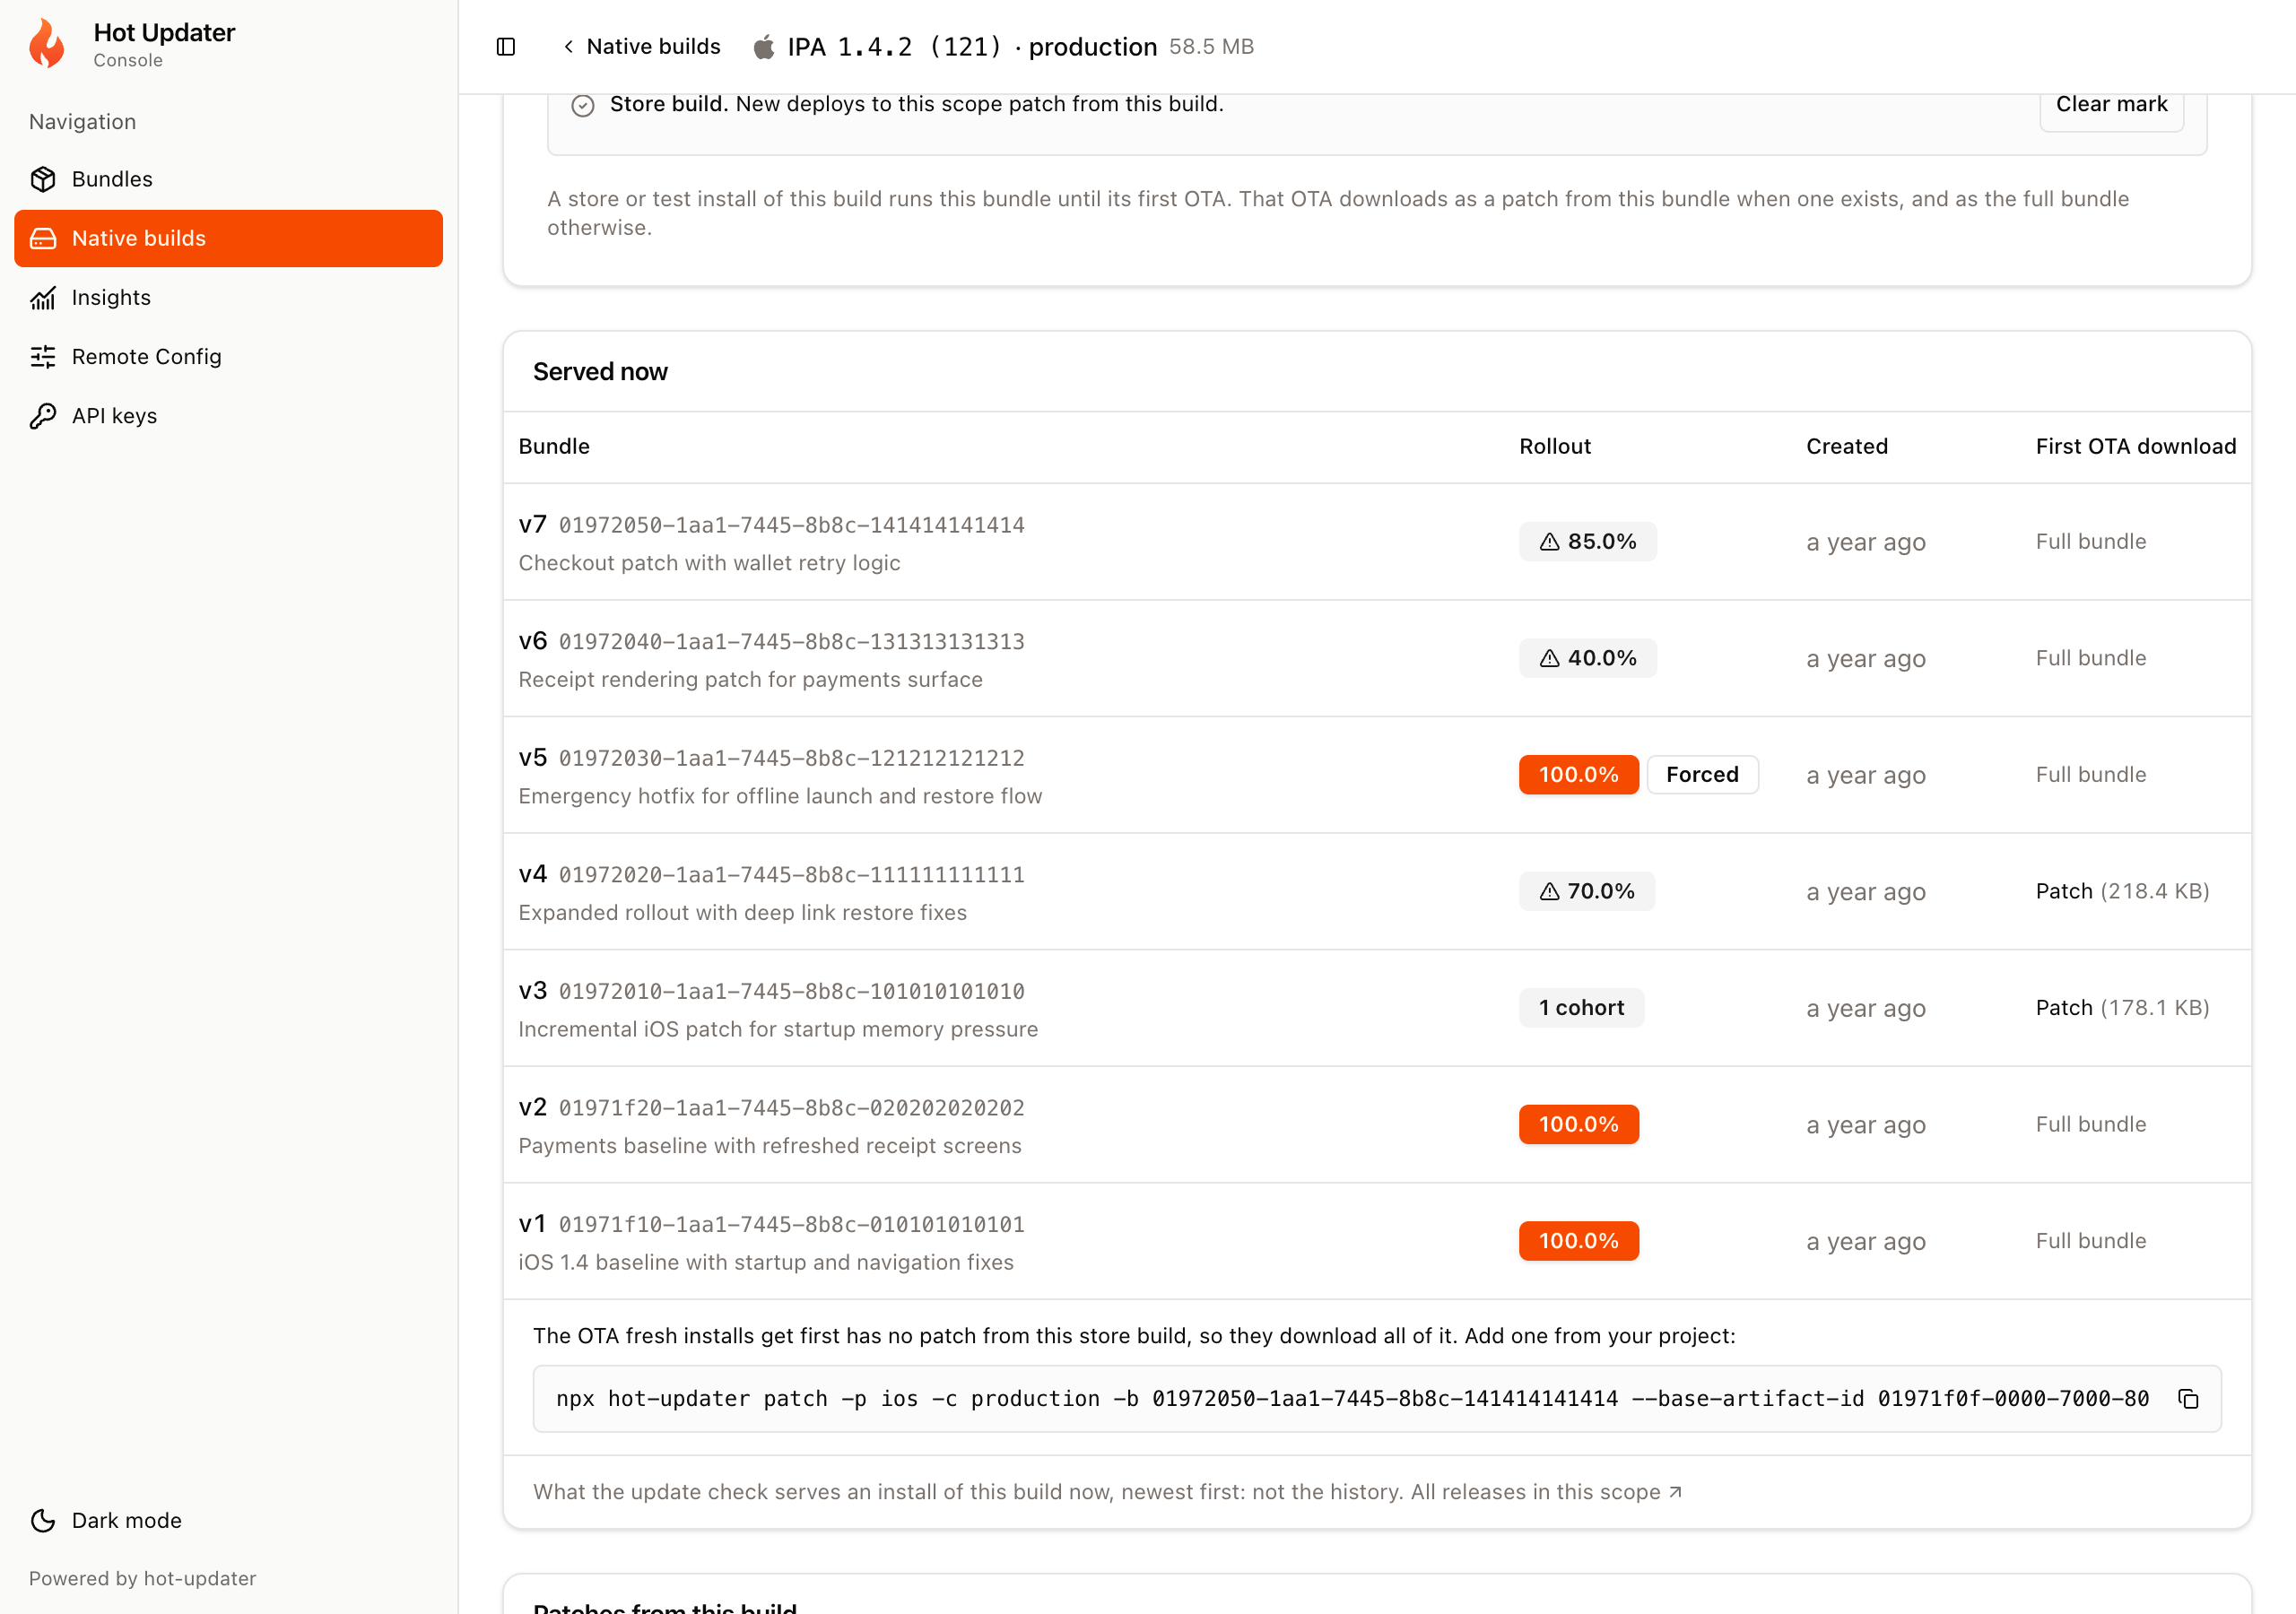 Hot Updater
Console
Navigation
Bundles
Native builds
Insights
Remote Config
API keys
Dark mode
Powered by hot-updater
Native builds
IPA 1.4.2 (121) · production 58.5 MB
Store build. New deploys to this scope patch from this build.
Clear mark
A store or test install of this build runs this bundle until its first OTA. That OTA downloads as a patch from this bundle when one exists, and as the full bundle
otherwise.
Served now
Bundle Rollout Created First OTA download
v7 01972050-1aa1-7445-8b8c-141414141414
Checkout patch with wallet retry logic
85.0% a year ago Full bundle
v6 01972040-1aa1-7445-8b8c-131313131313
Receipt rendering patch for payments surface
40.0% a year ago Full bundle
v5 01972030-1aa1-7445-8b8c-121212121212
Emergency hotfix for offline launch and restore flow
100.0% Forced a year ago Full bundle
v4 01972020-1aa1-7445-8b8c-111111111111
Expanded rollout with deep link restore fixes
70.0% a year ago Patch (218.4 KB)
v3 01972010-1aa1-7445-8b8c-101010101010
Incremental iOS patch for startup memory pressure
1 cohort a year ago Patch (178.1 KB)
v2 01971f20-1aa1-7445-8b8c-020202020202
Payments baseline with refreshed receipt screens
100.0% a year ago Full bundle
v1 01971f10-1aa1-7445-8b8c-010101010101
iOS 1.4 baseline with startup and navigation fixes
100.0% a year ago Full bundle
The OTA fresh installs get first has no patch from this store build, so they download all of it. Add one from your project:
npx hot-updater patch -p ios -c production -b 01972050-1aa1-7445-8b8c-141414141414 --base-artifact-id 01971f0f-0000-7000-80
What the update check serves an install of this build now, newest first: not the history. All releases in this scope ↗
Patches from this build